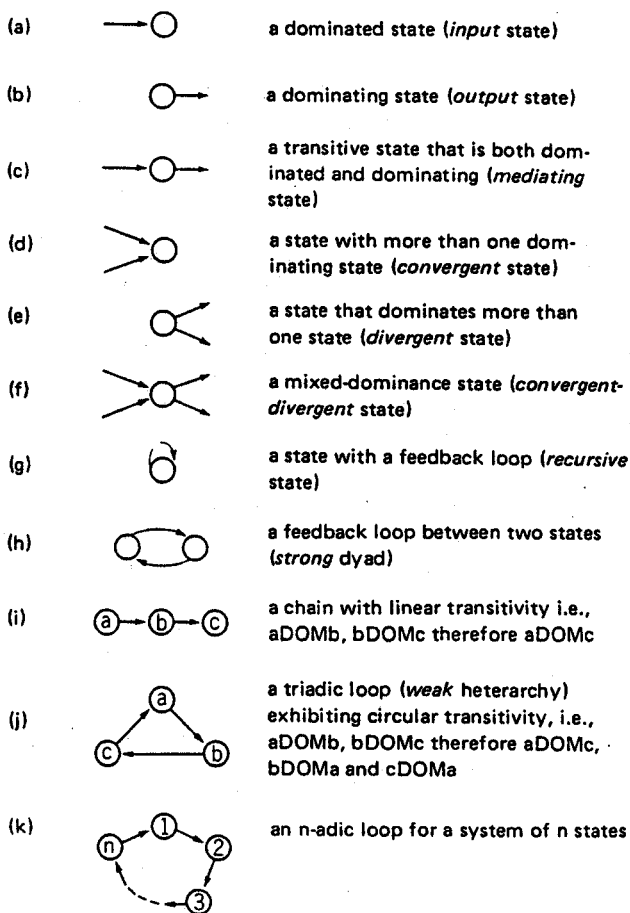 (a) a dominated state (input state)
(b) a dominating state (output state)
a transitive state that is both dom-
(c) inated and dominating (mediating
state)
(d) a state with more than one dom-
inating state (convergent state)
(e) a state that dominates more than
one state (divergent state)
(f) a mixed-dominance state (convergent-
divergent state)
(g) a state with a feedback loop (recursive
state)
(h) a feedback loop between two states
(strong dyad)
(i) a b c a chain with linear transitivity i.e.,
aDOMb, bDOMc therefore aDOMc
a triadic loop (weak heterarchy)
(j) a exhibiting circular transitivity, i.e.,
c b aDOMb, bDOMc therefore aDOMc,
bDOMa and cDOMa
(k) n 1 2 3 an n-adic loop for a system of n states